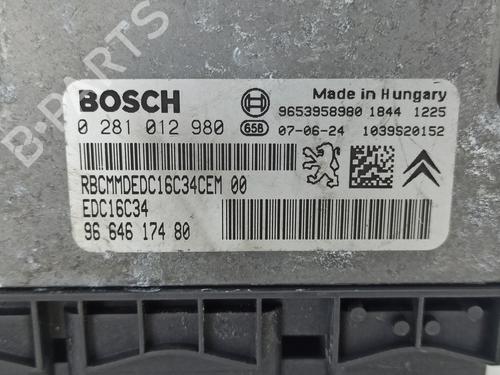 BOSCH
Made in Hungary
9653958980 1844 1225
0 281 012 980 658 07-06-24 1039S20152
RBCMMDEDC16C34CEM 00
EDC16C34
96 646 174 80
B-PARTS